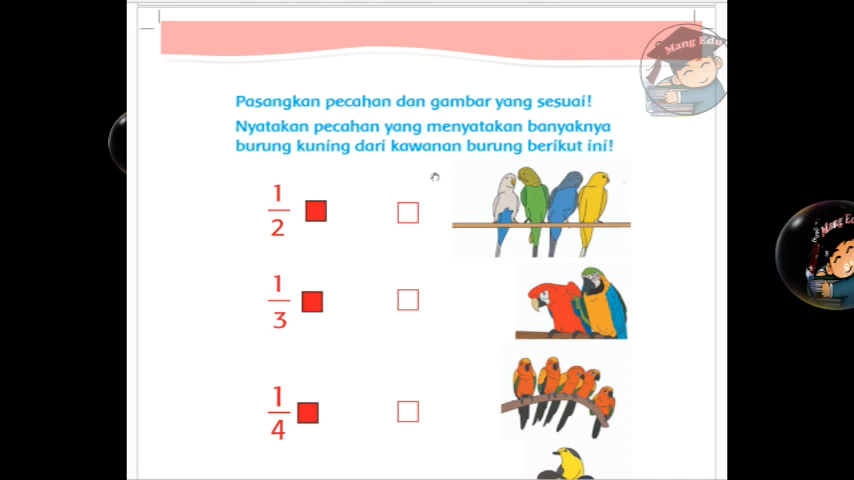 Mang Edu
Pasangkan pecahan dan gambar yang sesuai!
Nyatakan pecahan yang menyatakan banyaknya
burung kuning dari kawanan burung berikut ini!
1
2
1
3
1
4